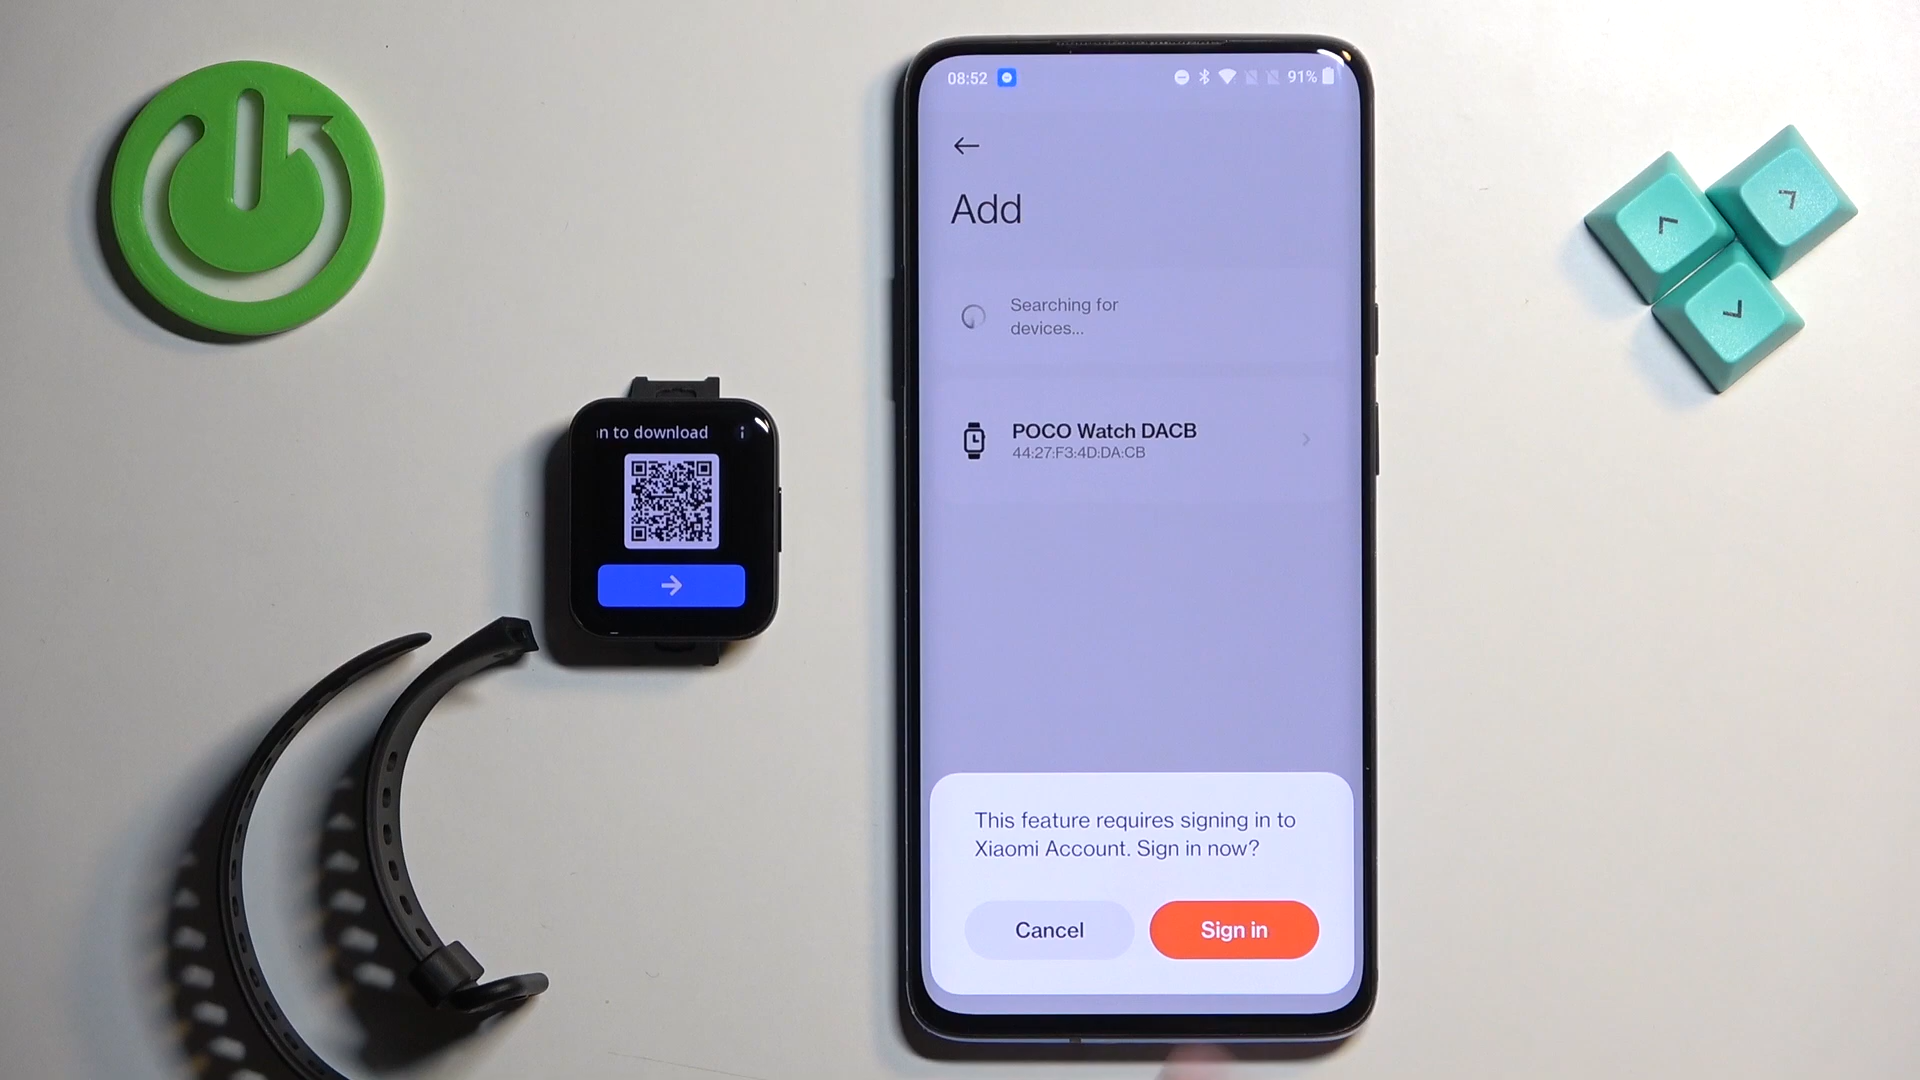 08:52
91%
Add
Searching for
devices...
POCO Watch DACB
44:27:F3:4D:DA:CB
n to download
i
This feature requires signing in to
Xiaomi Account. Sign in now?
Cancel
Sign in